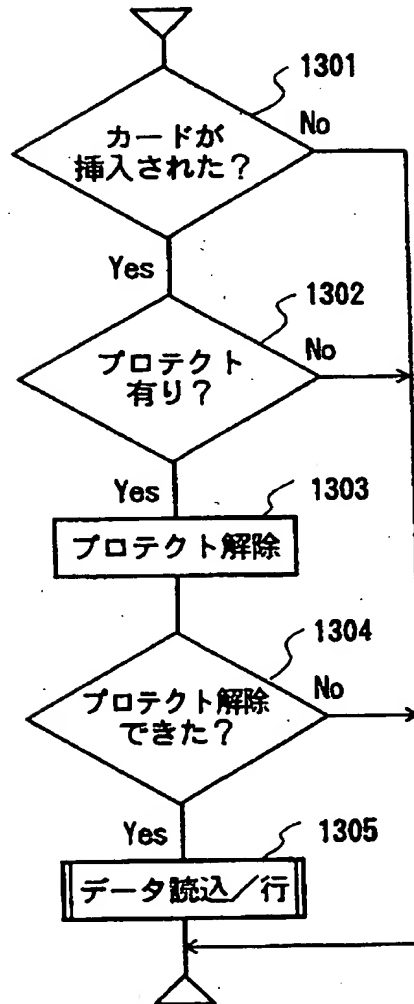 1301
カードが
挿入された?
No
Yes
1302
プロテクト
有り?
No
Yes
1303
プロテクト解除
1304
プロテクト解除
できた?
No
Yes
1305
データ読込/行